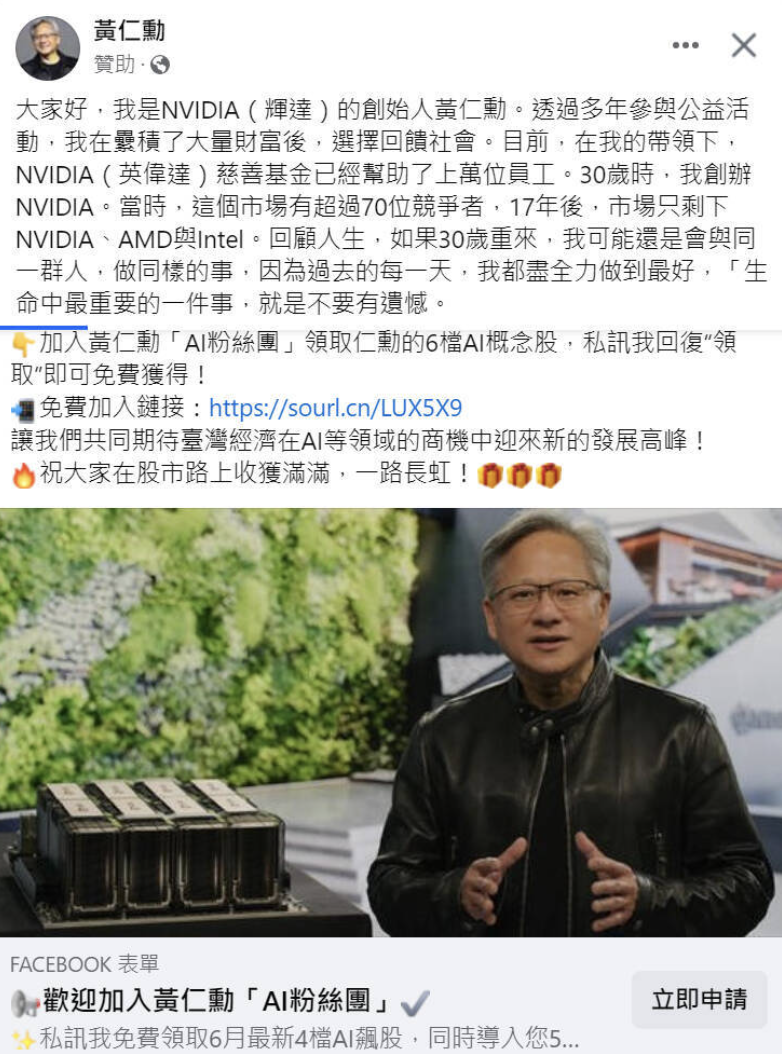 黃仁勳
贊助·
大家好，我是NVIDIA（輝達）的創始人黃仁勳。透過多年參與公益活
動，我在纍積了大量財富後，選擇回饋社會。目前，在我的帶領下，
NVIDIA（英偉達）慈善基金已經幫助了上萬位員工。30歲時，我創辦
NVIDIA。當時，這個市場有超過70位競爭者，17年後，市場只剩下
NVIDIA、AMD與Intel。回顧人生，如果30歲重來，我可能還是會與同
一群人，做同樣的事，因為過去的每一天，我都盡全力做到最好，「生
命中最重要的一件事，就是不要有遺憾。
👉加入黃仁勳「AI粉絲團」領取仁勳的6檔AI概念股，私訊我回復“領
取”即可免費獲得！
📲免費加入鏈接：https://sourl.cn/LUX5X9
讓我們共同期待臺灣經濟在AI等領域的商機中迎來新的發展高峰！
🔥祝大家在股市路上收獲滿滿，一路長虹！🎁🎁🎁
FACEBOOK 表單
📢歡迎加入黃仁勳「AI粉絲團」✔
立即申請
✨私訊我免費領取6月最新4檔AI飆股，同時導入您5...